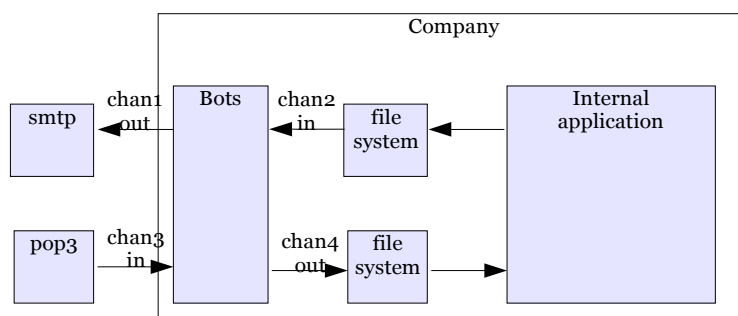 Company
chan1
out
smtp
Bots
chan2
in
file
system
Internal
application
pop3
chan3
in
chan4
out
file
system